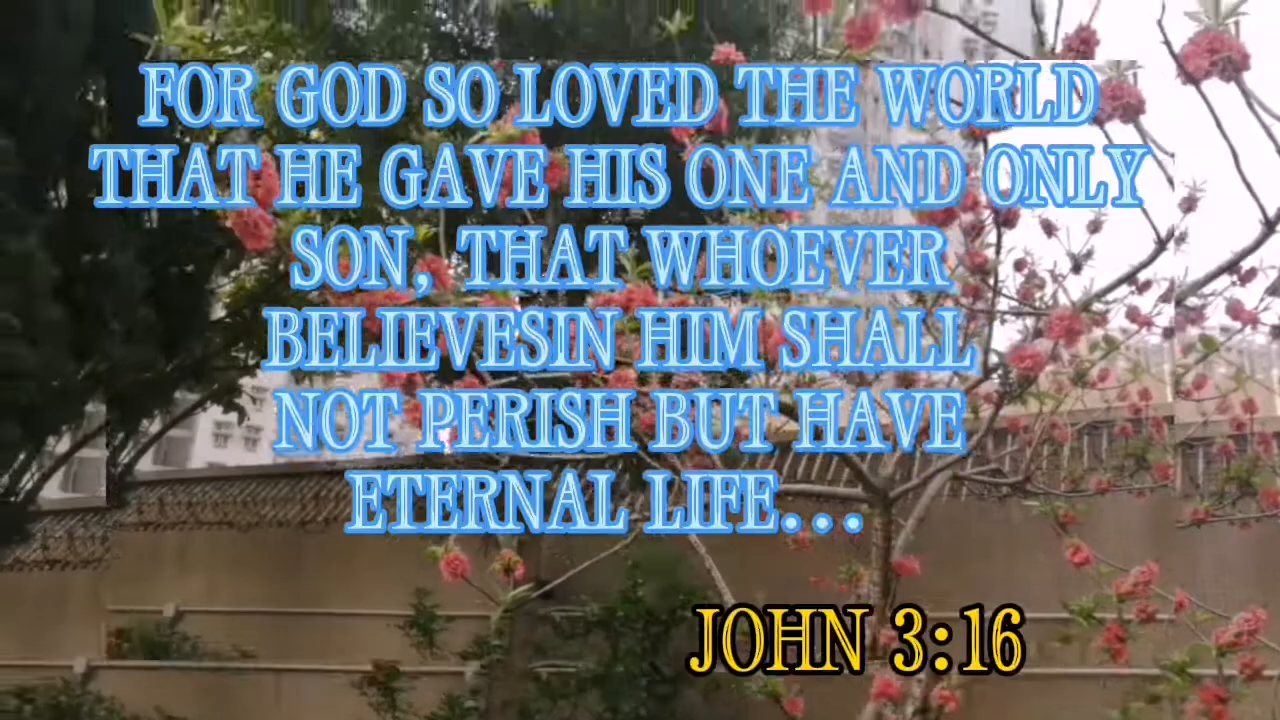 FOR GOD SO LOVED THE WORLD
THAT HE GAVE HIS ONE AND ONLY
SON, THAT WHOEVER
BELIEVESIN HIM SHALL
NOT PERISH BUT HAVE
ETERNAL LIFE...
JOHN 3:16